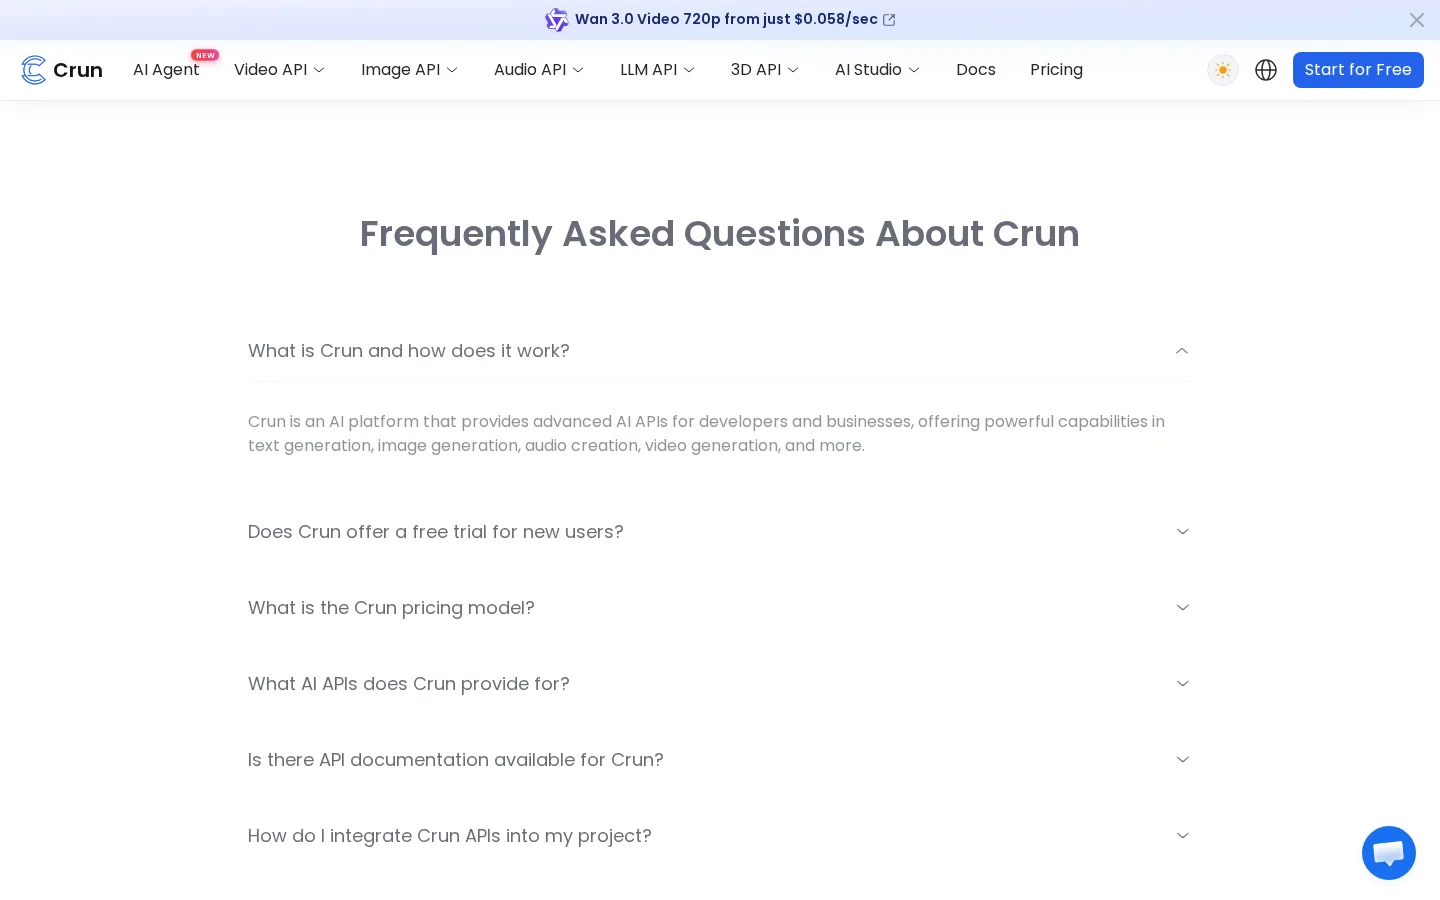 Wan 3.0 Video 720p from just $0.058/sec
Crun
AI Agent
NEW
Video API
Image API
Audio API
LLM API
3D API
AI Studio
Docs
Pricing
Start for Free
Frequently Asked Questions About Crun
What is Crun and how does it work?
Crun is an AI platform that provides advanced AI APIs for developers and businesses, offering powerful capabilities in
text generation, image generation, audio creation, video generation, and more.
Does Crun offer a free trial for new users?
What is the Crun pricing model?
What AI APIs does Crun provide for?
Is there API documentation available for Crun?
How do I integrate Crun APIs into my project?